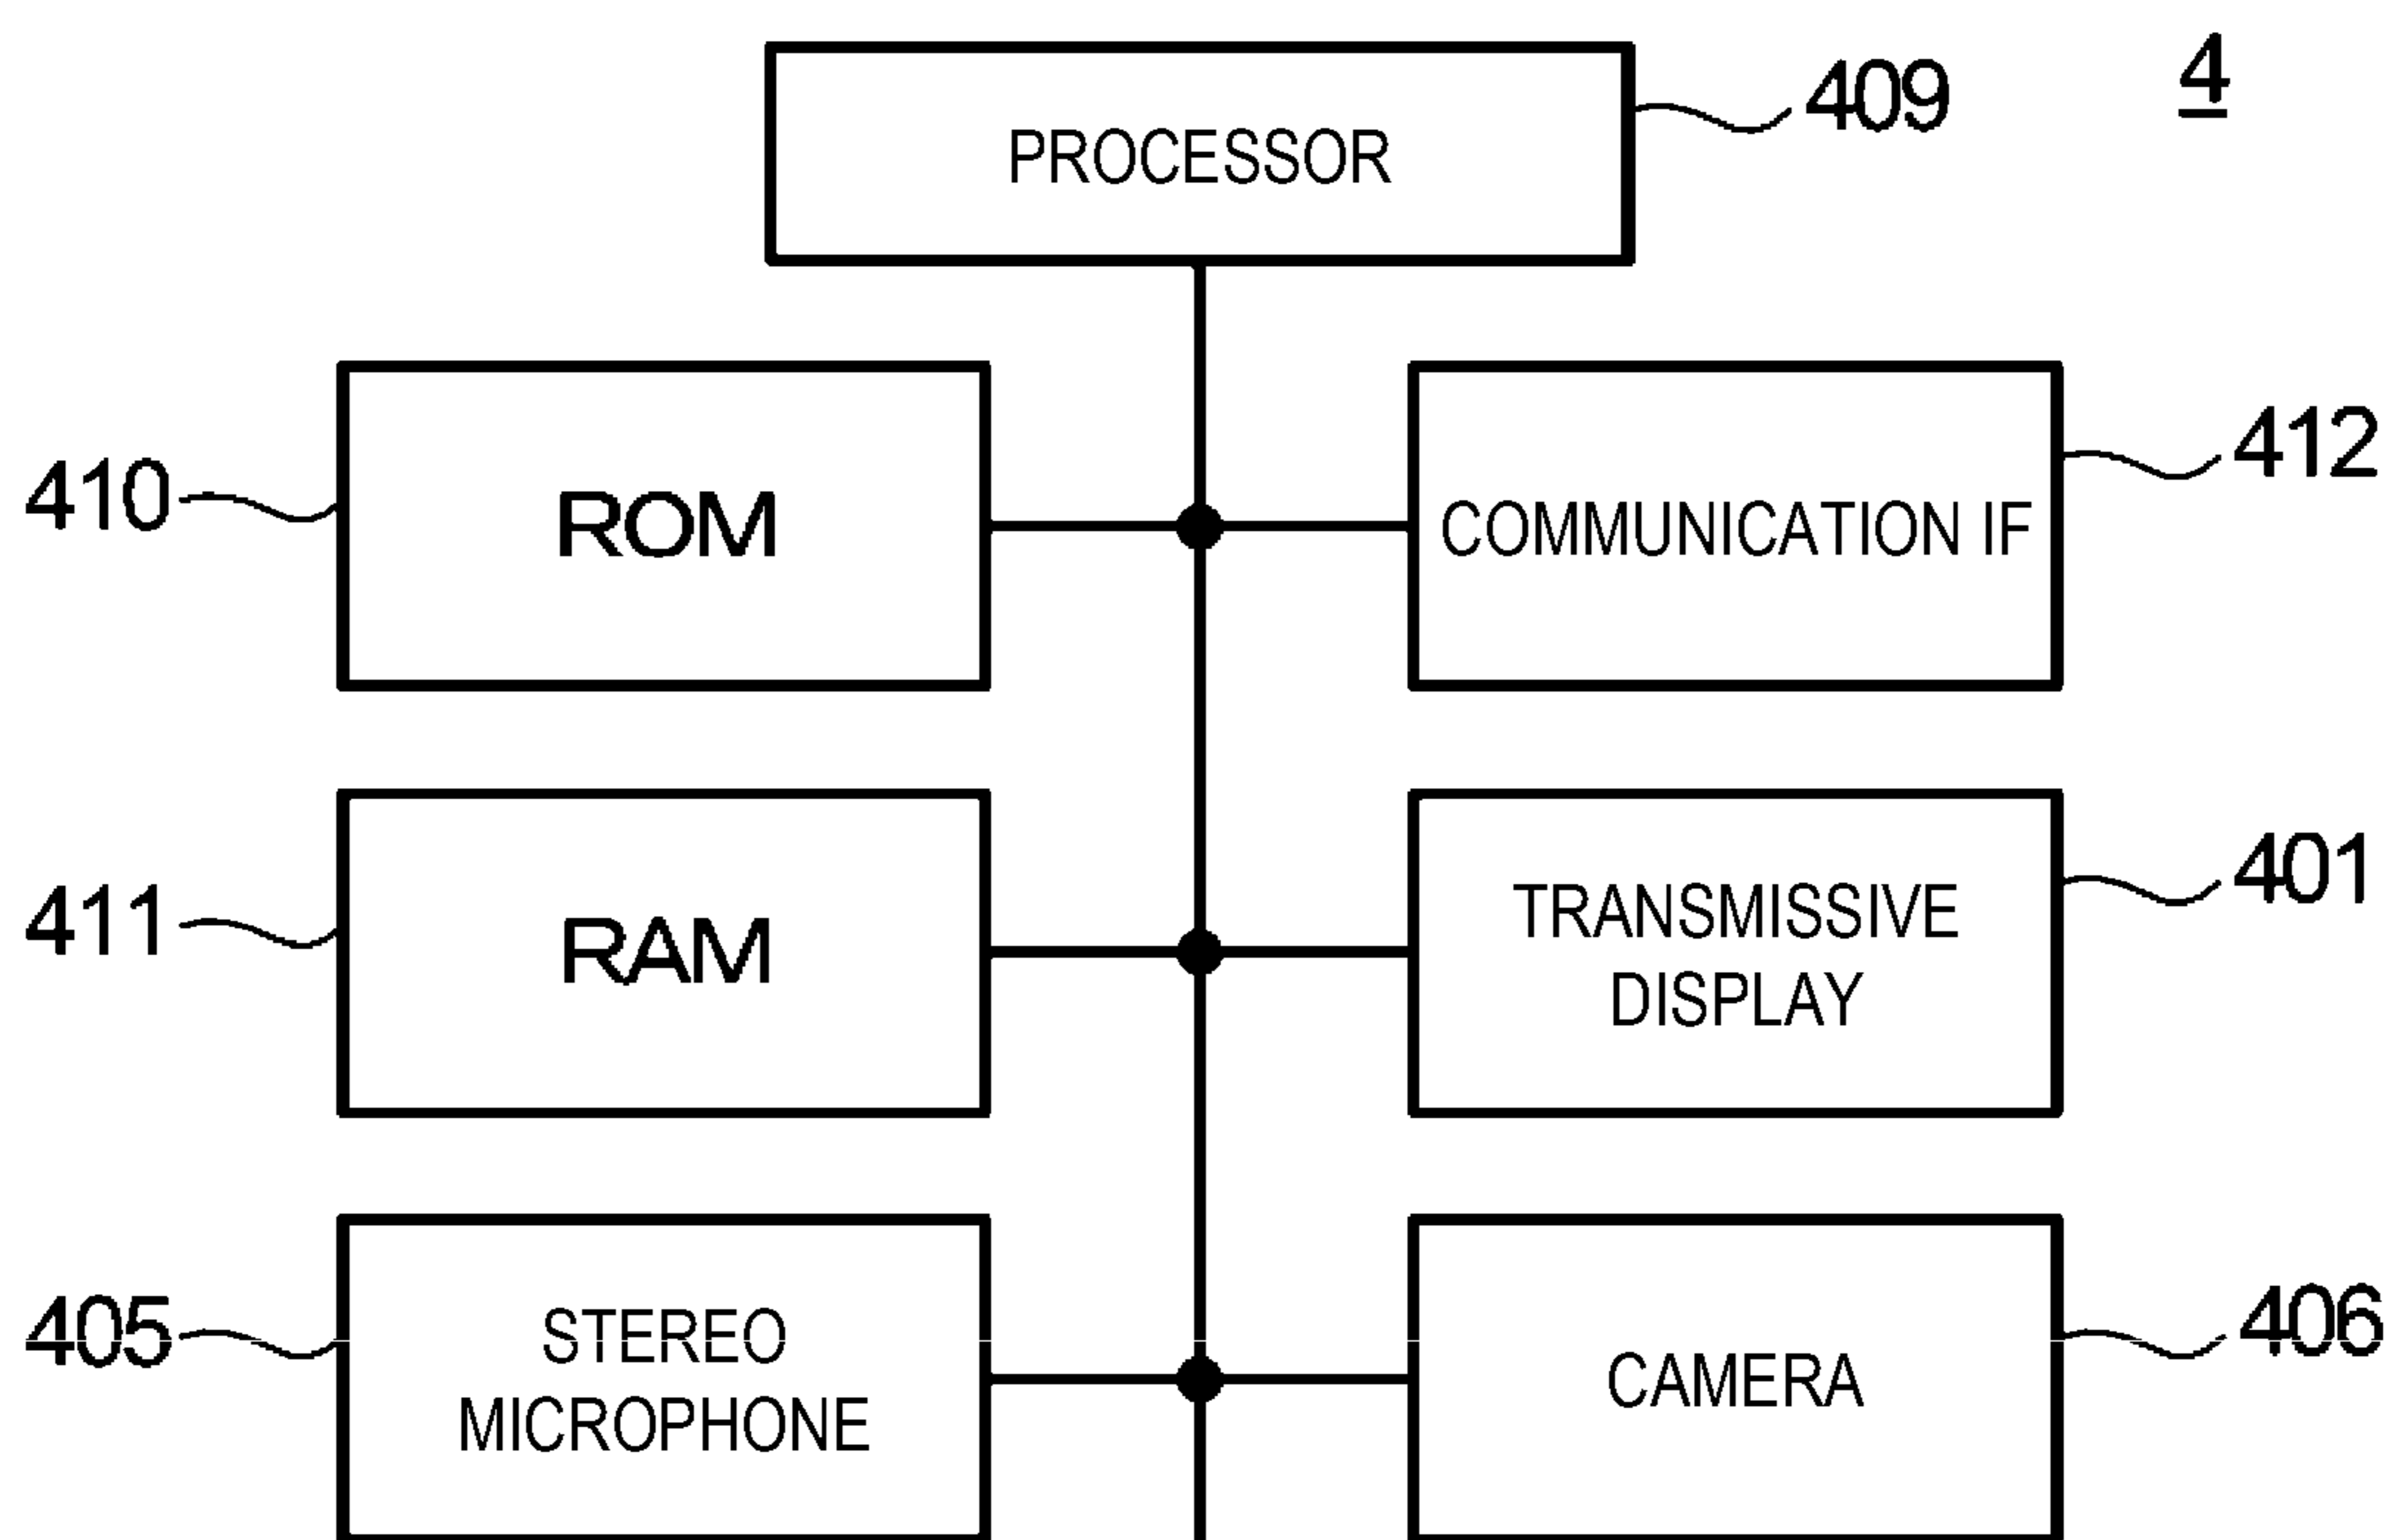 4
PROCESSOR
409
410
ROM
COMMUNICATION IF
412
411
RAM
TRANSMISSIVE
DISPLAY
401
405
STEREO
MICROPHONE
CAMERA
406